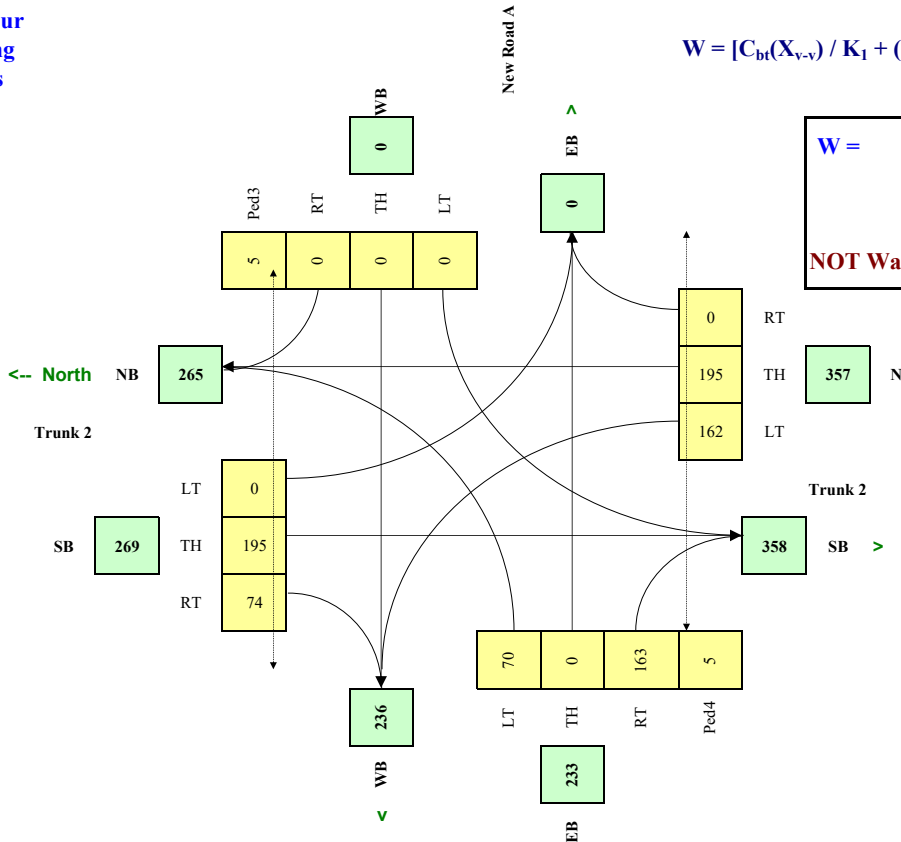 ur
ng
s
New Road A
W = [Cbt(Xv-v) / K1 + (
WB
^
0
EB
W =
0
Ped3
RT
TH
LT
5
0
0
0
NOT Wa
0
RT
<-- North
NB
265
195
TH
357
N
Trunk 2
162
LT
LT
0
Trunk 2
SB
269
TH
195
358
SB
>
RT
74
70
0
163
5
LT
TH
RT
Ped4
236
WB
233
v
EB